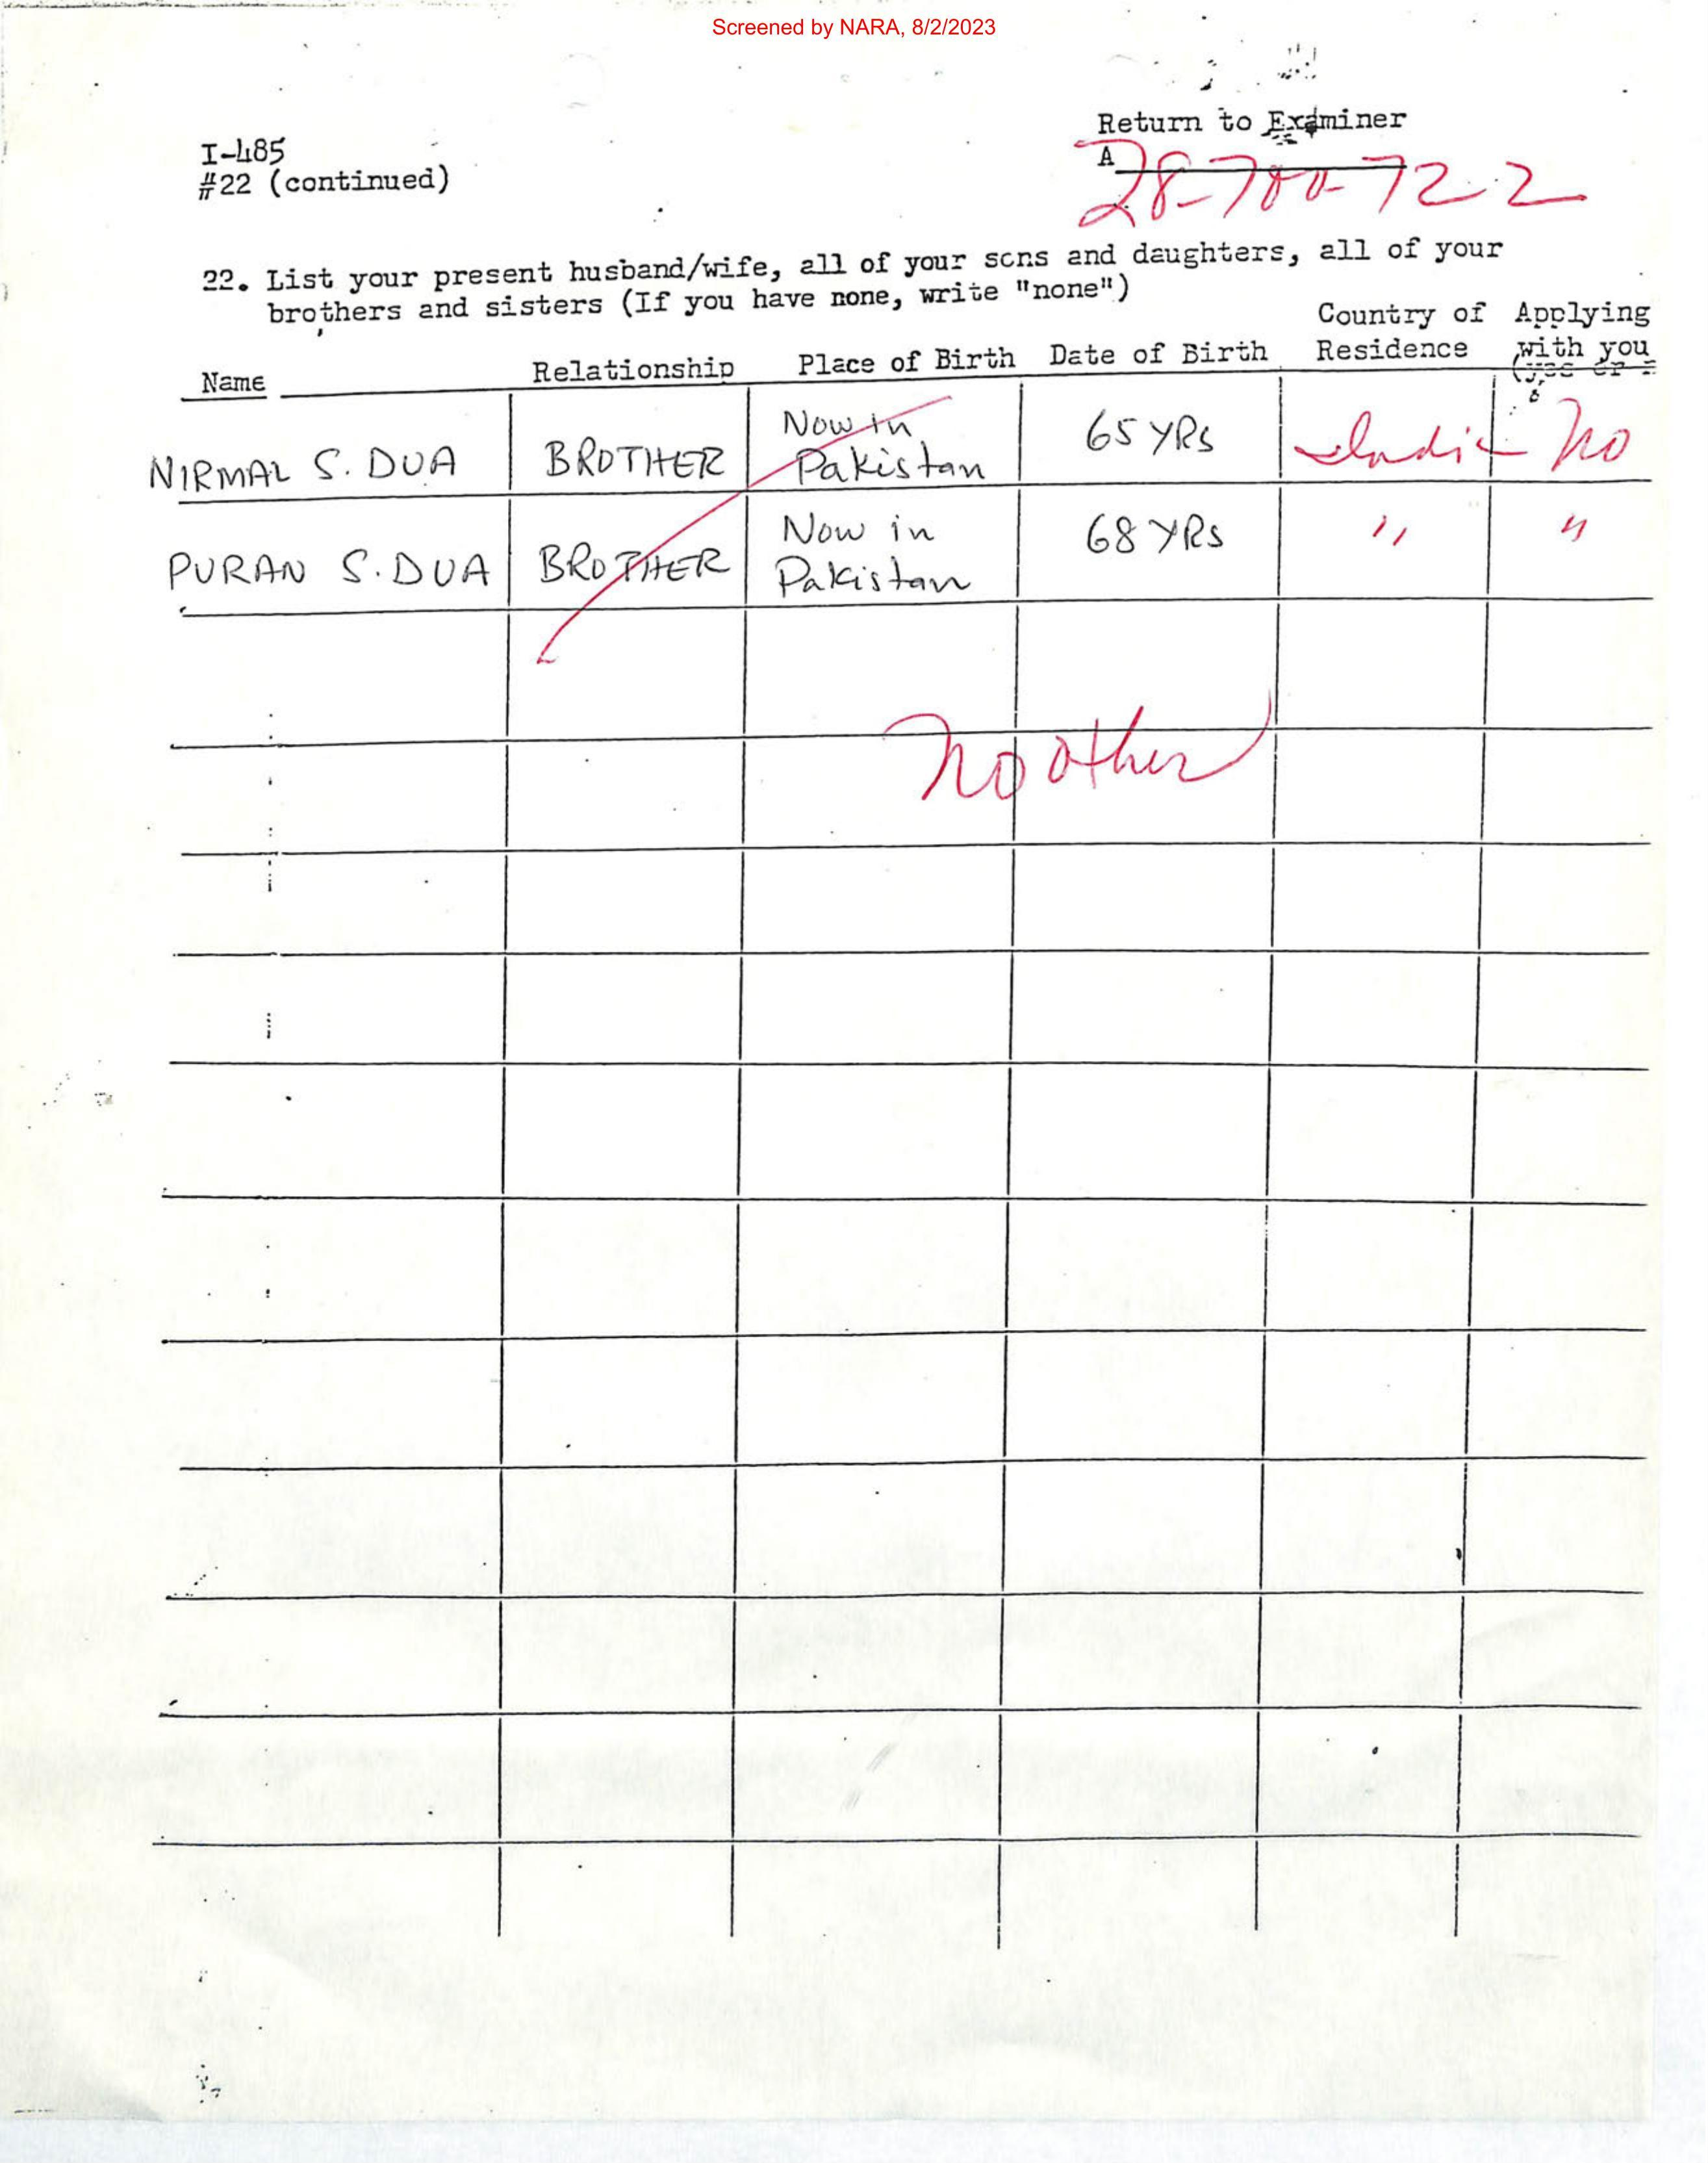 Screened by NARA, 8/2/2023
Return to Examiner
I-485
A 28-700-722
#22 (continued)
22. List your present husband/wife, all of your sons and daughters, all of your
brothers and sisters (If you have none, write "none")
Country of Applying
Name Relationship Place of Birth Date of Birth Residence with you
(yes or
NIRMAL S. DUA BROTHER Now in Pakistan 65 YRS India No
PURAN S. DUA BROTHER Now in Pakistan 68 YRS " "
No other